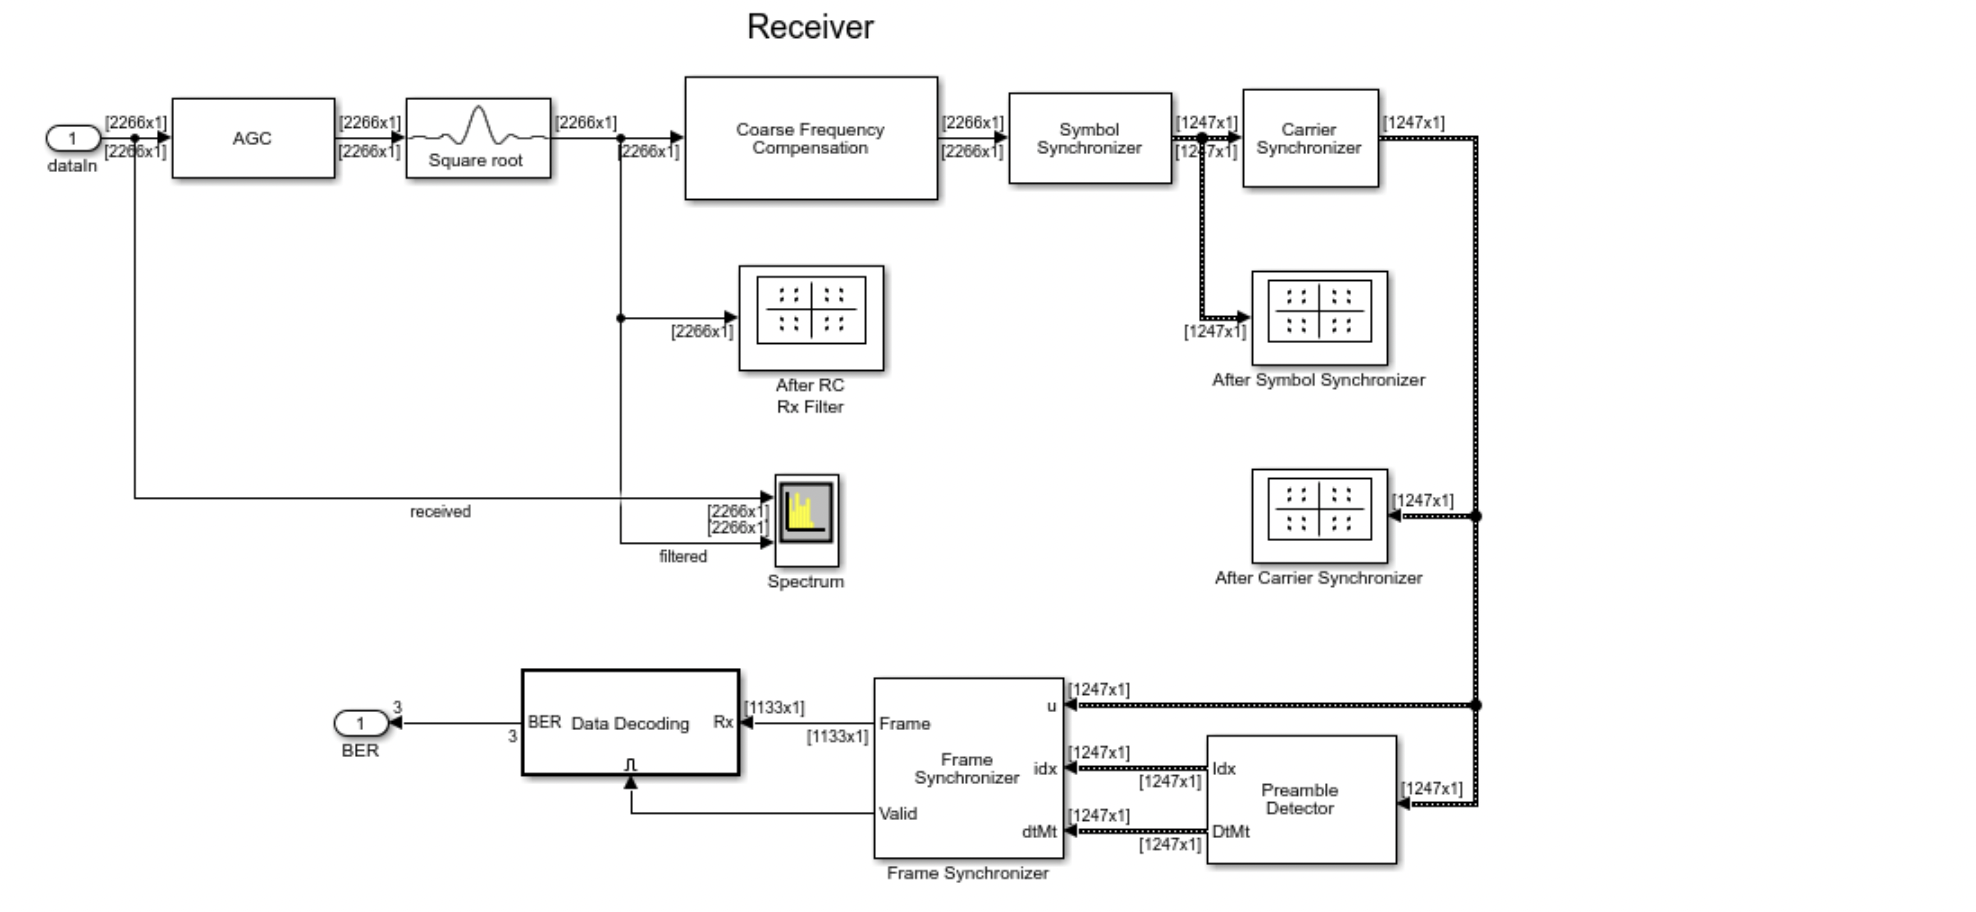 Receiver
[2266x1]
[2266x1]
1
dataIn
AGC
[2266x1]
[2266x1]
Square root
[2266x1]
[2266x1]
Coarse Frequency
Compensation
[2266x1]
[2266x1]
Symbol
Synchronizer
[1247x1]
[1247x1]
Carrier
Synchronizer
[1247x1]
[2266x1]
After RC
Rx Filter
[1247x1]
After Symbol Synchronizer
received
[2266x1]
[2266x1]
filtered
Spectrum
[1247x1]
After Carrier Synchronizer
1
BER
3
3
BER
Data Decoding
Rx
[1133x1]
[1133x1]
Frame
Valid
Frame
Synchronizer
u
idx
dtMt
Frame Synchronizer
[1247x1]
[1247x1]
[1247x1]
[1247x1]
[1247x1]
Idx
DtMt
Preamble
Detector
[1247x1]